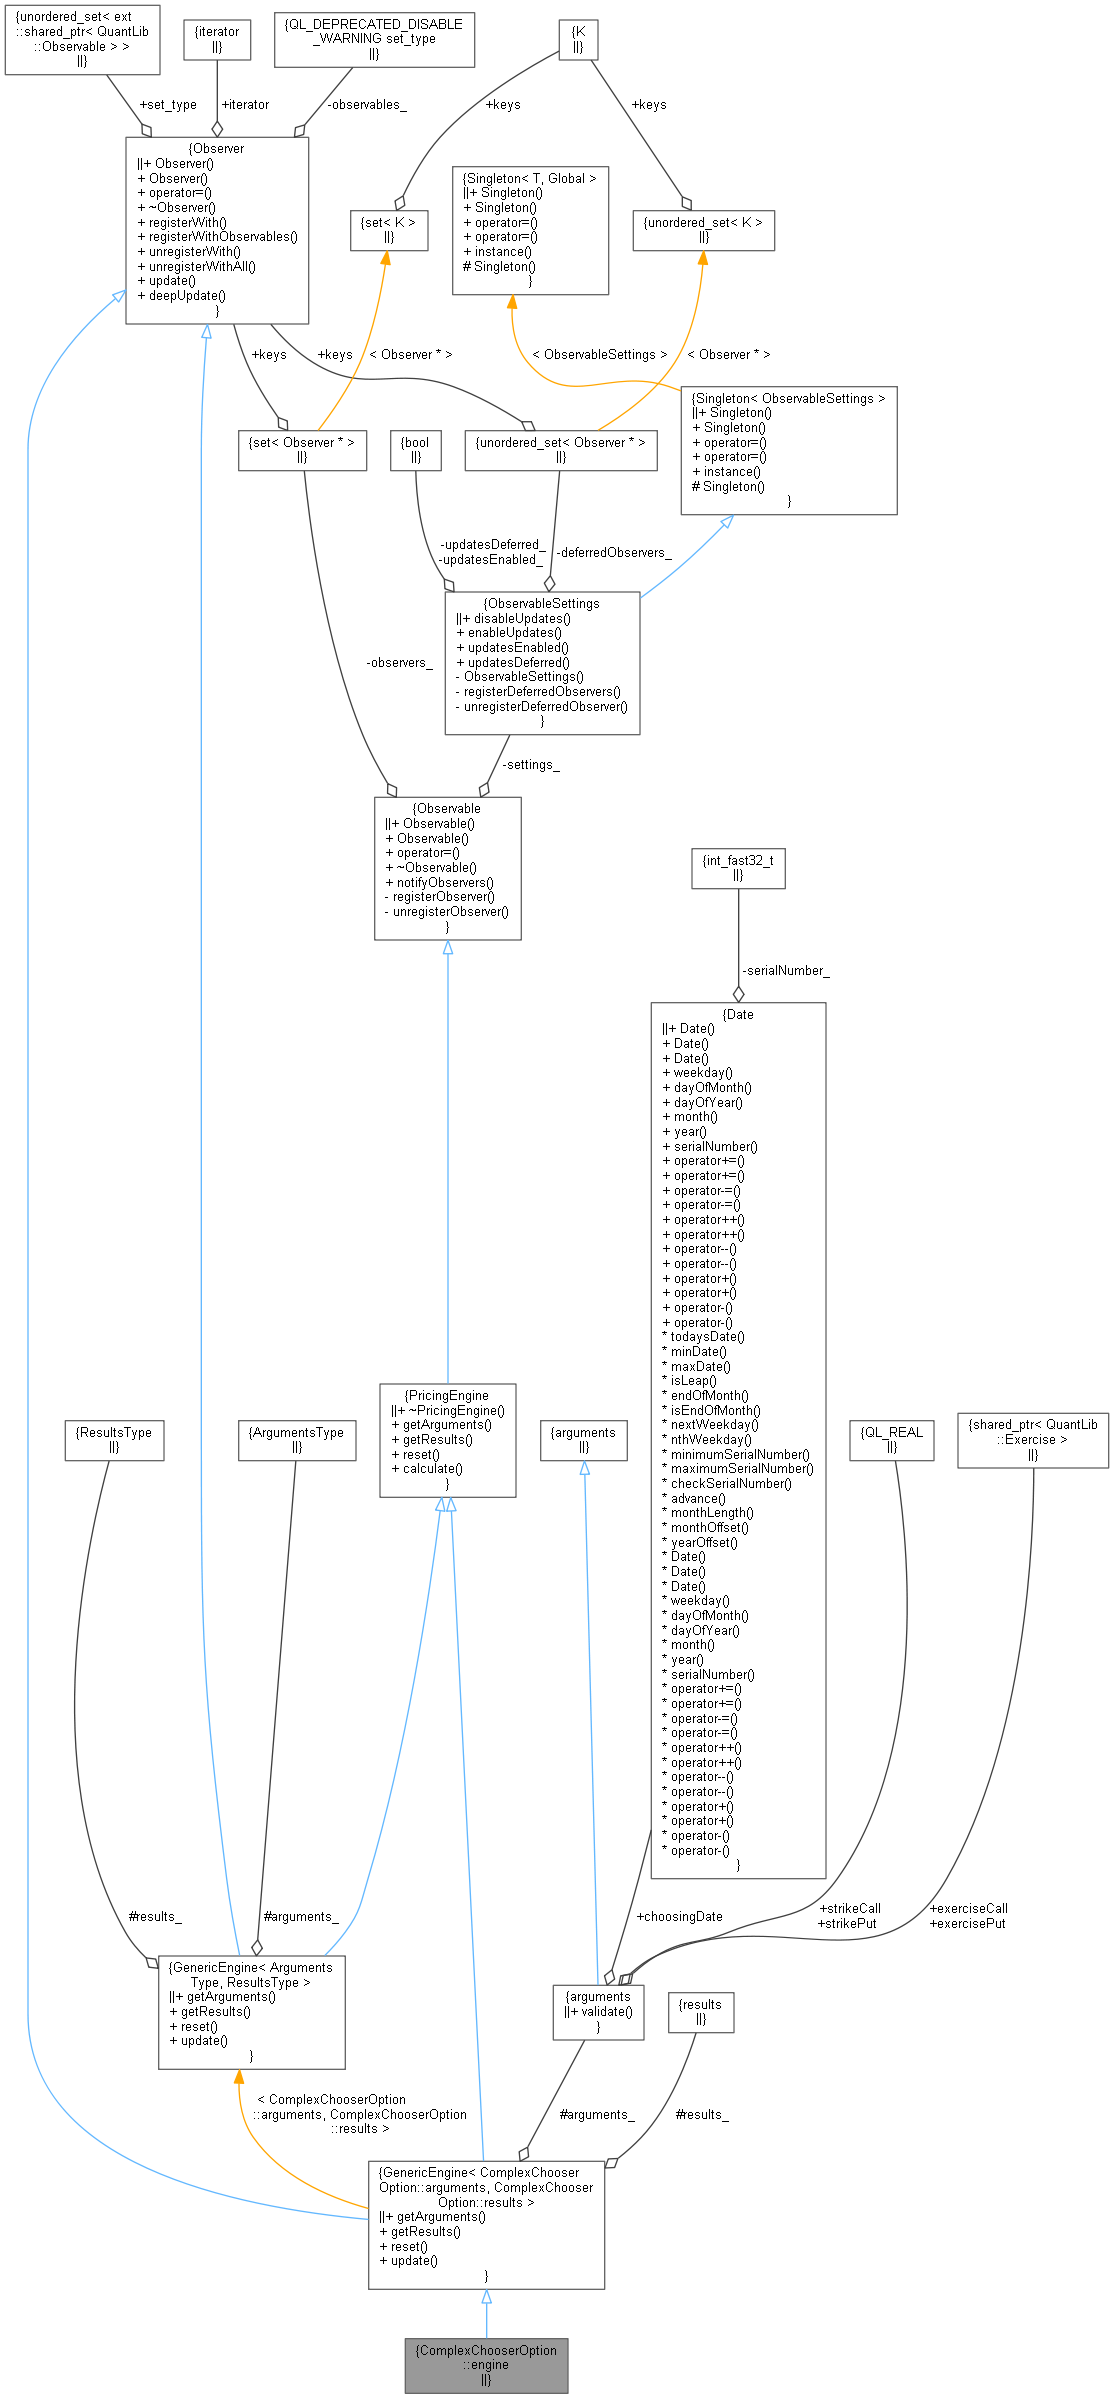 {unordered_set< ext
::shared_ptr< QuantLib
::Observable > >
||}
{iterator
||}
{QL_DEPRECATED_DISABLE
_WARNING set_type
||}
{K
||}
+set_type
+iterator
-observables_
+keys
+keys
{Observer
||+ Observer()
+ Observer()
+ operator=()
+ ~Observer()
+ registerWith()
+ registerWithObservables()
+ unregisterWith()
+ unregisterWithAll()
+ update()
+ deepUpdate()
}
{set< K >
||}
{Singleton< T, Global >
||+ Singleton()
+ Singleton()
+ operator=()
+ operator=()
+ instance()
# Singleton()
}
{unordered_set< K >
||}
+keys
+keys
< Observer * >
< ObservableSettings >
< Observer * >
{set< Observer * >
||}
{bool
||}
{unordered_set< Observer * >
||}
{Singleton< ObservableSettings >
||+ Singleton()
+ Singleton()
+ operator=()
+ operator=()
+ instance()
# Singleton()
}
-updatesDeferred_
-updatesEnabled_
-deferredObservers_
{ObservableSettings
||+ disableUpdates()
+ enableUpdates()
+ updatesEnabled()
+ updatesDeferred()
- ObservableSettings()
- registerDeferredObservers()
- unregisterDeferredObserver()
}
-observers_
-settings_
{Observable
||+ Observable()
+ Observable()
+ operator=()
+ ~Observable()
+ notifyObservers()
- registerObserver()
- unregisterObserver()
}
{int_fast32_t
||}
-serialNumber_
{Date
||+ Date()
+ Date()
+ Date()
+ weekday()
+ dayOfMonth()
+ dayOfYear()
+ month()
+ year()
+ serialNumber()
+ operator+=()
+ operator+=()
+ operator-=()
+ operator-=()
+ operator++()
+ operator++()
+ operator--()
+ operator--()
+ operator+()
+ operator+()
+ operator-()
+ operator-()
* todaysDate()
* minDate()
* maxDate()
* isLeap()
* endOfMonth()
* isEndOfMonth()
* nextWeekday()
* nthWeekday()
* minimumSerialNumber()
* maximumSerialNumber()
* checkSerialNumber()
* advance()
* monthLength()
* monthOffset()
* yearOffset()
* Date()
* Date()
* Date()
* weekday()
* dayOfMonth()
* dayOfYear()
* month()
* year()
* serialNumber()
* operator+=()
* operator+=()
* operator-=()
* operator-=()
* operator++()
* operator++()
* operator--()
* operator--()
* operator+()
* operator+()
* operator-()
* operator-()
}
{PricingEngine
||+ ~PricingEngine()
+ getArguments()
+ getResults()
+ reset()
+ calculate()
}
{ResultsType
||}
{ArgumentsType
||}
{arguments
||}
{QL_REAL
||}
{shared_ptr< QuantLib
::Exercise >
||}
#results_
#arguments_
+choosingDate
+strikeCall
+strikePut
+exerciseCall
+exercisePut
{GenericEngine< Arguments
Type, ResultsType >
||+ getArguments()
+ getResults()
+ reset()
+ update()
}
{arguments
||+ validate()
}
{results
||}
< ComplexChooserOption
::arguments, ComplexChooserOption
::results >
#arguments_
#results_
{GenericEngine< ComplexChooser
Option::arguments, ComplexChooser
Option::results >
||+ getArguments()
+ getResults()
+ reset()
+ update()
}
{ComplexChooserOption
::engine
||}